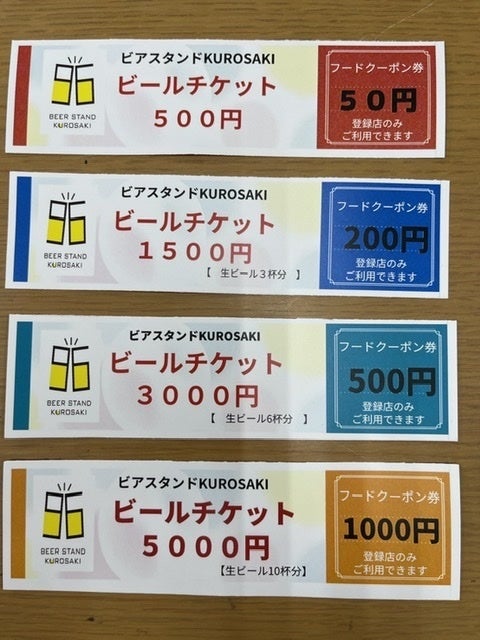 BEER STAND
KUROSAKI
ビアスタンドKUROSAKI
ビールチケット
５００円
フードクーポン券
５０円
登録店のみ
ご利用できます
BEER STAND
KUROSAKI
ビアスタンドKUROSAKI
ビールチケット
１５００円
【　生ビール３杯分　】
フードクーポン券
200円
登録店のみ
ご利用できます
BEER STAND
KUROSAKI
ビアスタンドKUROSAKI
ビールチケット
３０００円
【　生ビール6杯分　】
フードクーポン券
500円
登録店のみ
ご利用できます
BEER STAND
KUROSAKI
ビアスタンドKUROSAKI
ビールチケット
５０００円
【生ビール10杯分】
フードクーポン券
1000円
登録店のみ
ご利用できます